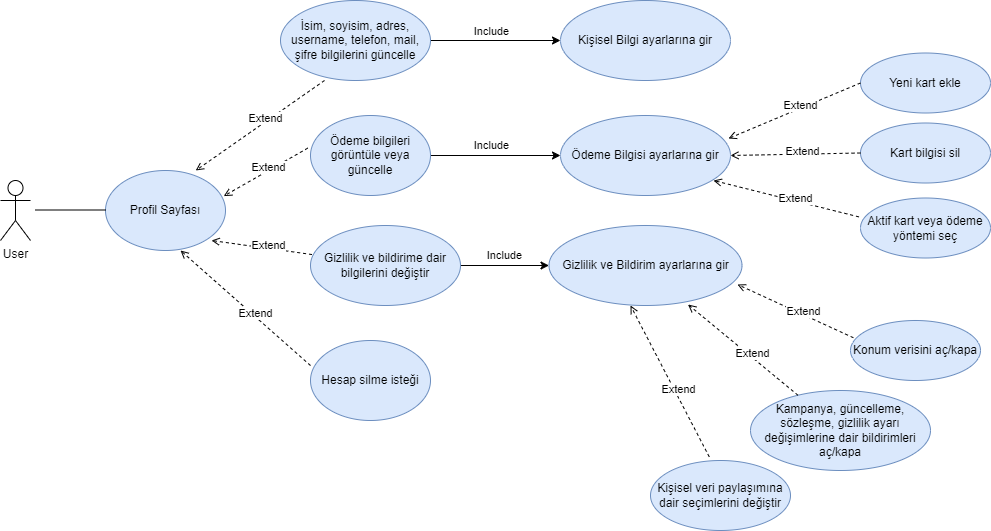 İsim, soyisim, adres,
username, telefon, mail,
şifre bilgilerini güncelle
Include
Kişisel Bilgi ayarlarına gir
Yeni kart ekle
Extend
Extend
Ödeme bilgileri
görüntüle veya
güncelle
Include
Ödeme Bilgisi ayarlarına gir
Extend
Kart bilgisi sil
Extend
Extend
Aktif kart veya ödeme
yöntemi seç
Profil Sayfası
User
Extend
Gizlilik ve bildirime dair
bilgilerini değiştir
Include
Gizlilik ve Bildirim ayarlarına gir
Extend
Extend
Konum verisini aç/kapa
Extend
Hesap silme isteği
Extend
Kampanya, güncelleme,
sözleşme, gizlilik ayarı
değişimlerine dair bildirimleri
aç/kapa
Kişisel veri paylaşımına
dair seçimlerini değiştir